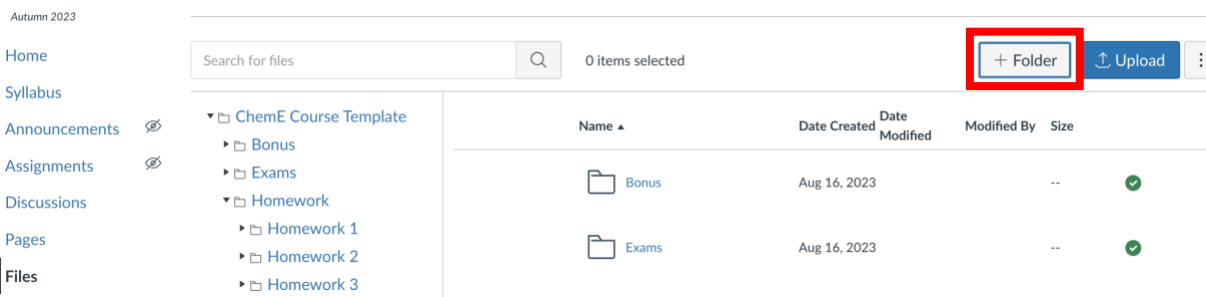 Autumn 2023
Home
Syllabus
Announcements
Assignments
Discussions
Pages
Files
Search for files
0 items selected
+ Folder
Upload
ChemE Course Template
Bonus
Exams
Homework
Homework 1
Homework 2
Homework 3
Name Date Created Date Modified Modified By Size
Bonus Aug 16, 2023 --
Exams Aug 16, 2023 --